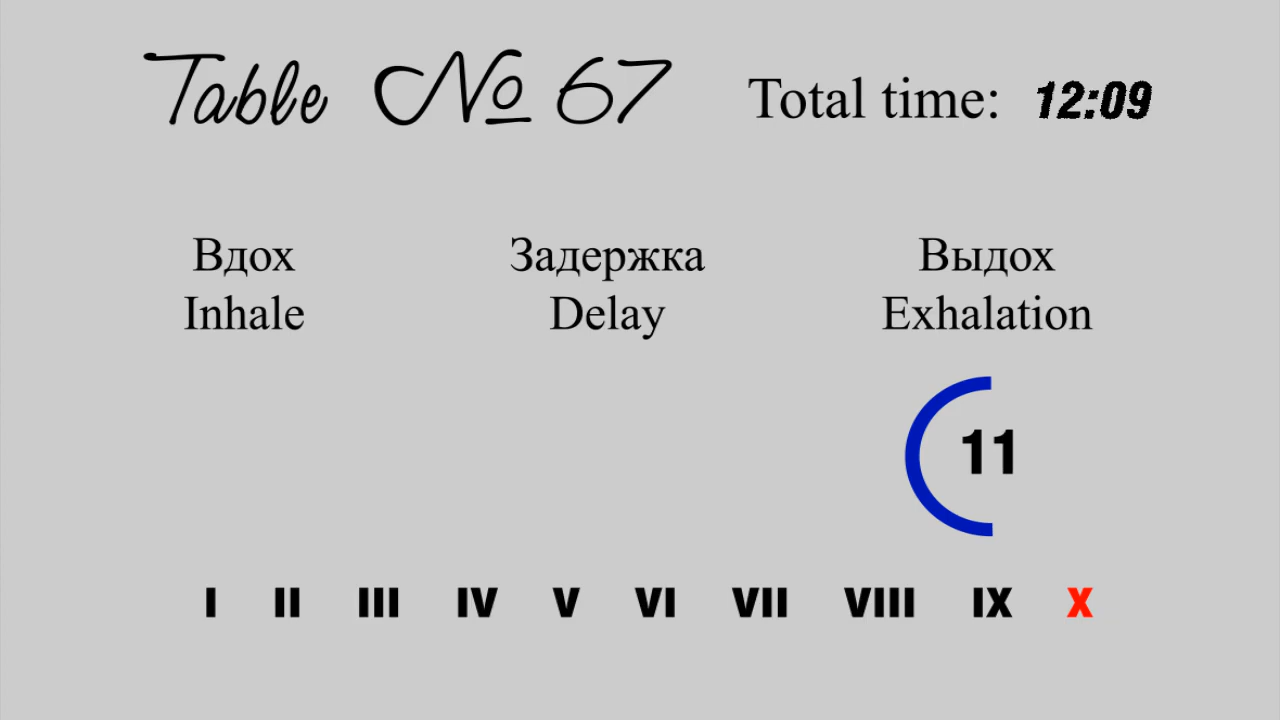 Table № 67
Total time: 12:09
Вдох
Inhale
Задержка
Delay
Выдох
Exhalation
11
I II III IV V VI VII VIII IX X